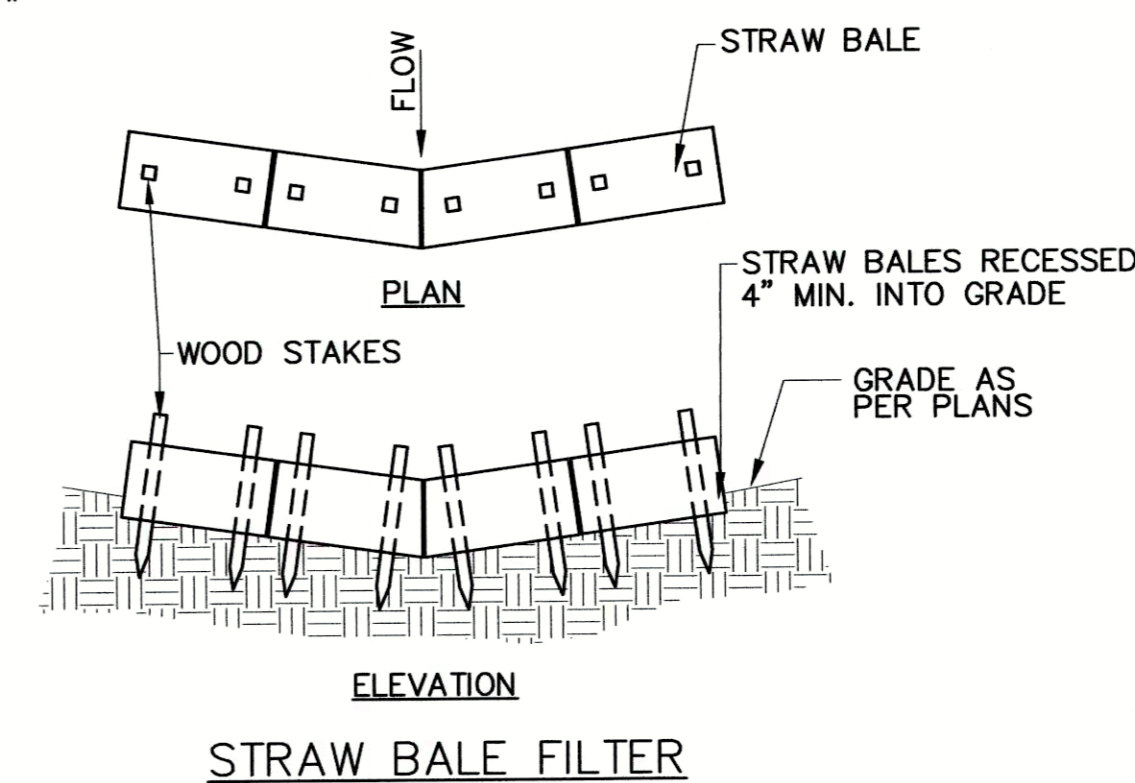 STRAW BALE
FLOW
PLAN
STRAW BALES RECESSED
4" MIN. INTO GRADE
WOOD STAKES
GRADE AS
PER PLANS
ELEVATION
STRAW BALE FILTER